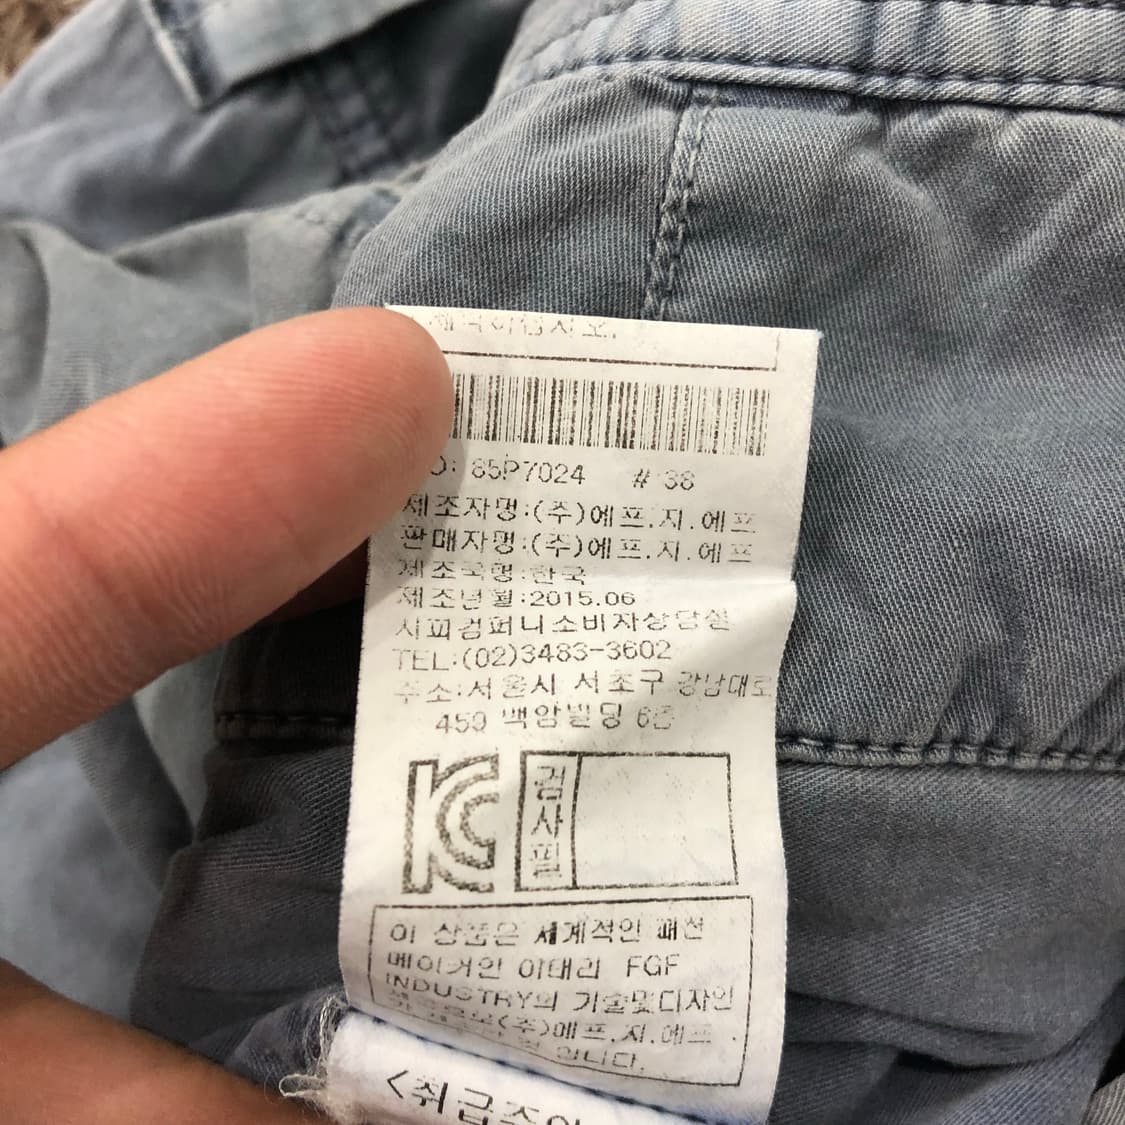 O: 85P7024 # 38
제조자명:(주)에프.지.에프
판매자명:(주)에프.지.에프
제조국명:한국
제조년월:2015.06
시피컴퍼니소비자상담실
TEL:(02)3483-3602
주소:서울시 서초구 강남대로
459 백암빌딩 6층
KC
검사필
이 상품은 세계적인 패션
메이커인 이태리 FGF
INDUSTRY의 기술및디자인
(주)에프.지.에프
입니다.
<취급주의